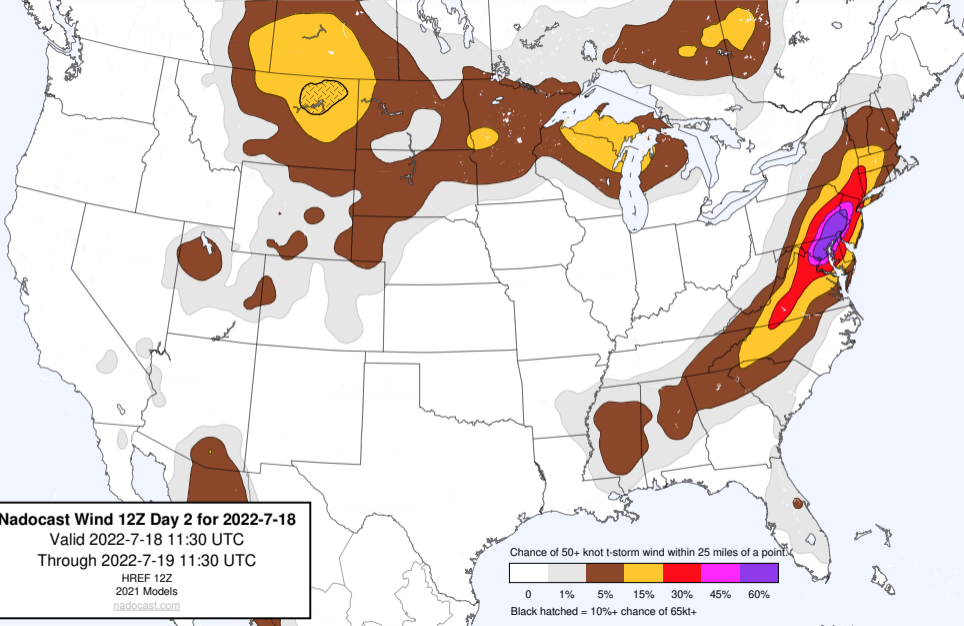 Nadocast Wind 12Z Day 2 for 2022-7-18
Valid 2022-7-18 11:30 UTC
Through 2022-7-19 11:30 UTC
HREF 12Z
2021 Models
nadocast.com
Chance of 50+ knot t-storm wind within 25 miles of a point.
0 1% 5% 15% 30% 45% 60%
Black hatched = 10%+ chance of 65kt+